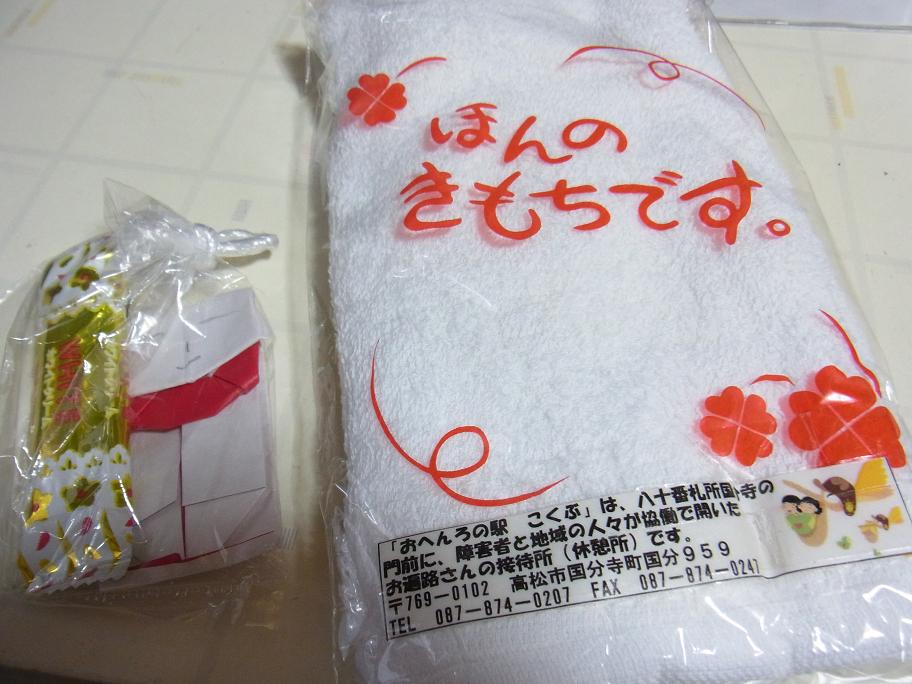 ほんの
きもちです。
「おへんろの駅　こくぶ」は、八十番札所国分寺の
門前に、障害者と地域の人々が協働で開いた
お遍路さんの接待所（休憩所）です。
〒769-0102　高松市国分寺町国分９５９
TEL　087-874-0207　FAX　087-874-0247